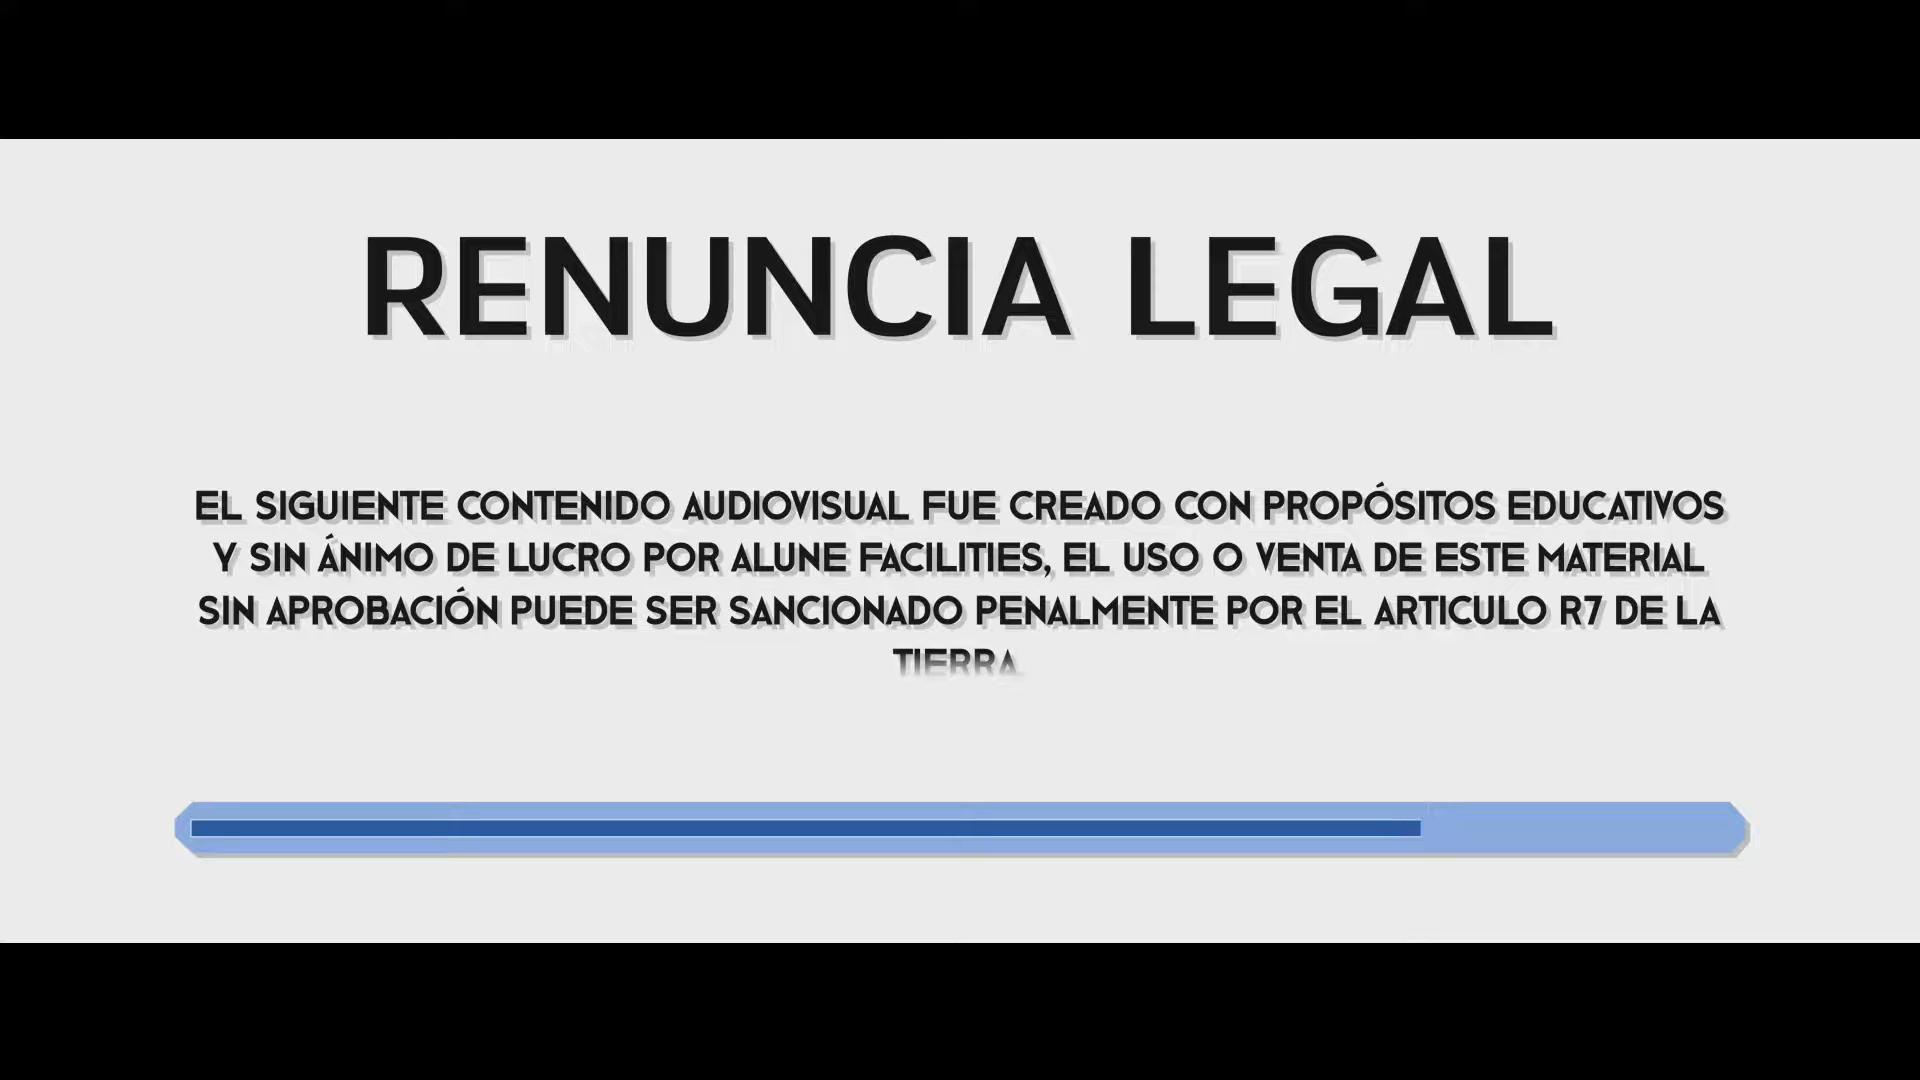 RENUNCIA LEGAL
EL SIGUIENTE CONTENIDO AUDIOVISUAL FUE CREADO CON PROPÓSITOS EDUCATIVOS
Y SIN ÁNIMO DE LUCRO POR ALUNE FACILITIES, EL USO O VENTA DE ESTE MATERIAL
SIN APROBACIÓN PUEDE SER SANCIONADO PENALMENTE POR EL ARTICULO R7 DE LA
TIERRA